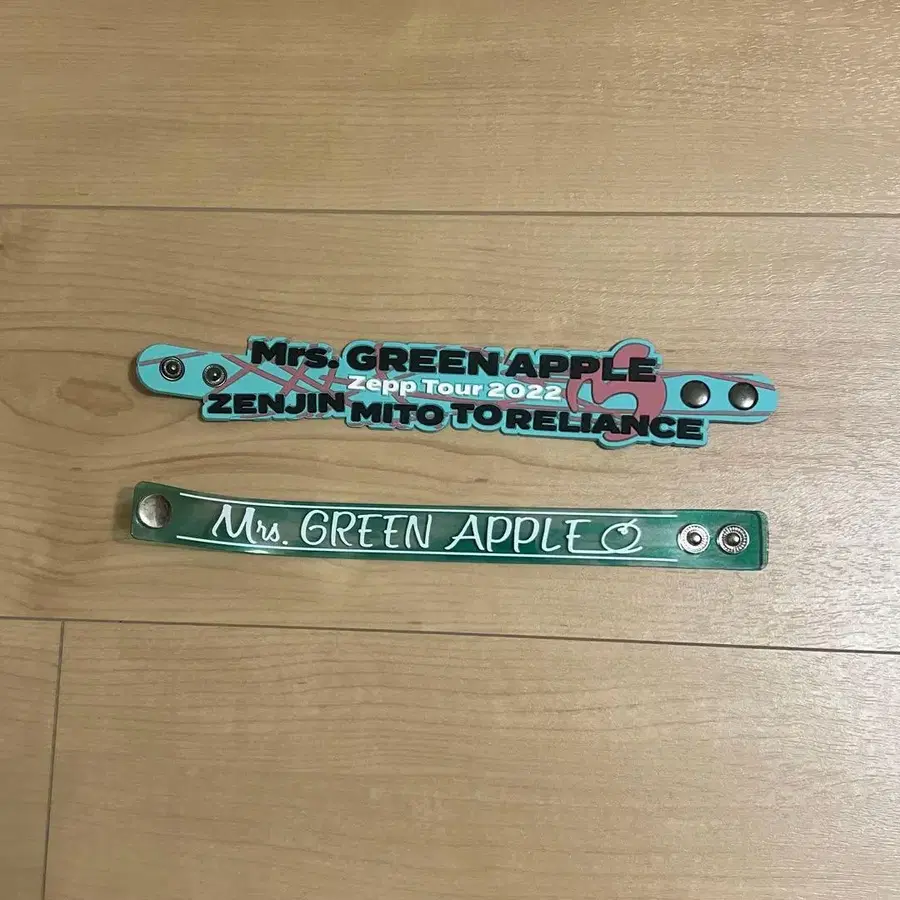 Mrs. GREEN APPLE
Zepp Tour 2022
ZENJIN MITO TO RELIANCE
Mrs. GREEN APPLE